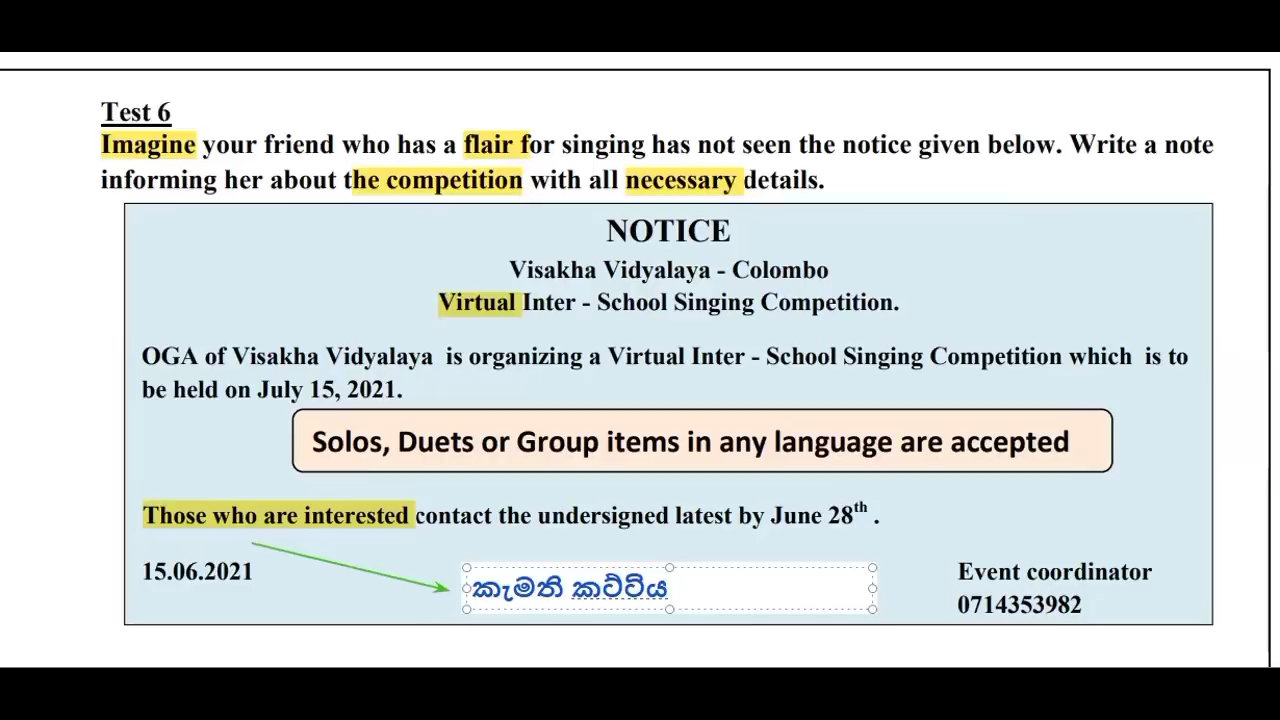 Test 6
Imagine your friend who has a flair for singing has not seen the notice given below. Write a note
informing her about the competition with all necessary details.
NOTICE
Visakha Vidyalaya - Colombo
Virtual Inter - School Singing Competition.
OGA of Visakha Vidyalaya is organizing a Virtual Inter - School Singing Competition which is to
be held on July 15, 2021.
Solos, Duets or Group items in any language are accepted
Those who are interested contact the undersigned latest by June 28th .
15.06.2021
කැමති කට්ටිය
Event coordinator
0714353982